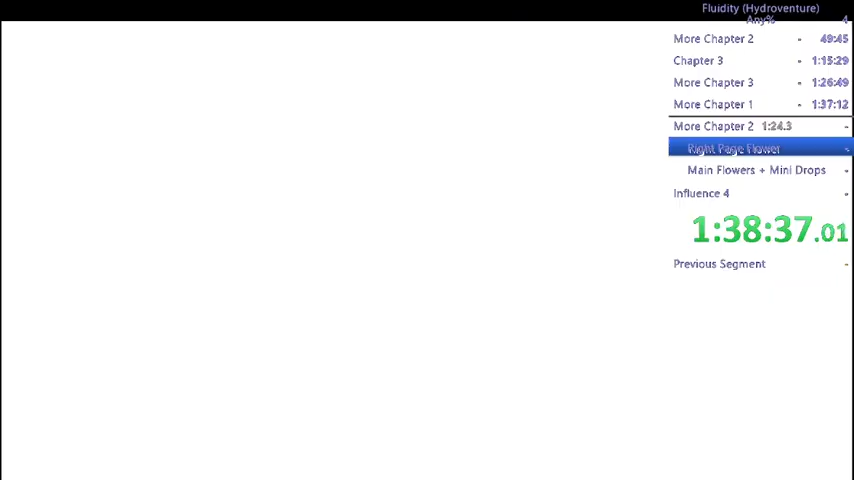 Fluidity (Hydroventure)
Any% 4
More Chapter 2 - 49:45
Chapter 3 - 1:15:29
More Chapter 3 - 1:26:49
More Chapter 1 - 1:37:12
More Chapter 2 1:24.3 -
Right Page Flower -
Main Flowers + Mini Drops -
Influence 4 -
1:38:37.01
Previous Segment -